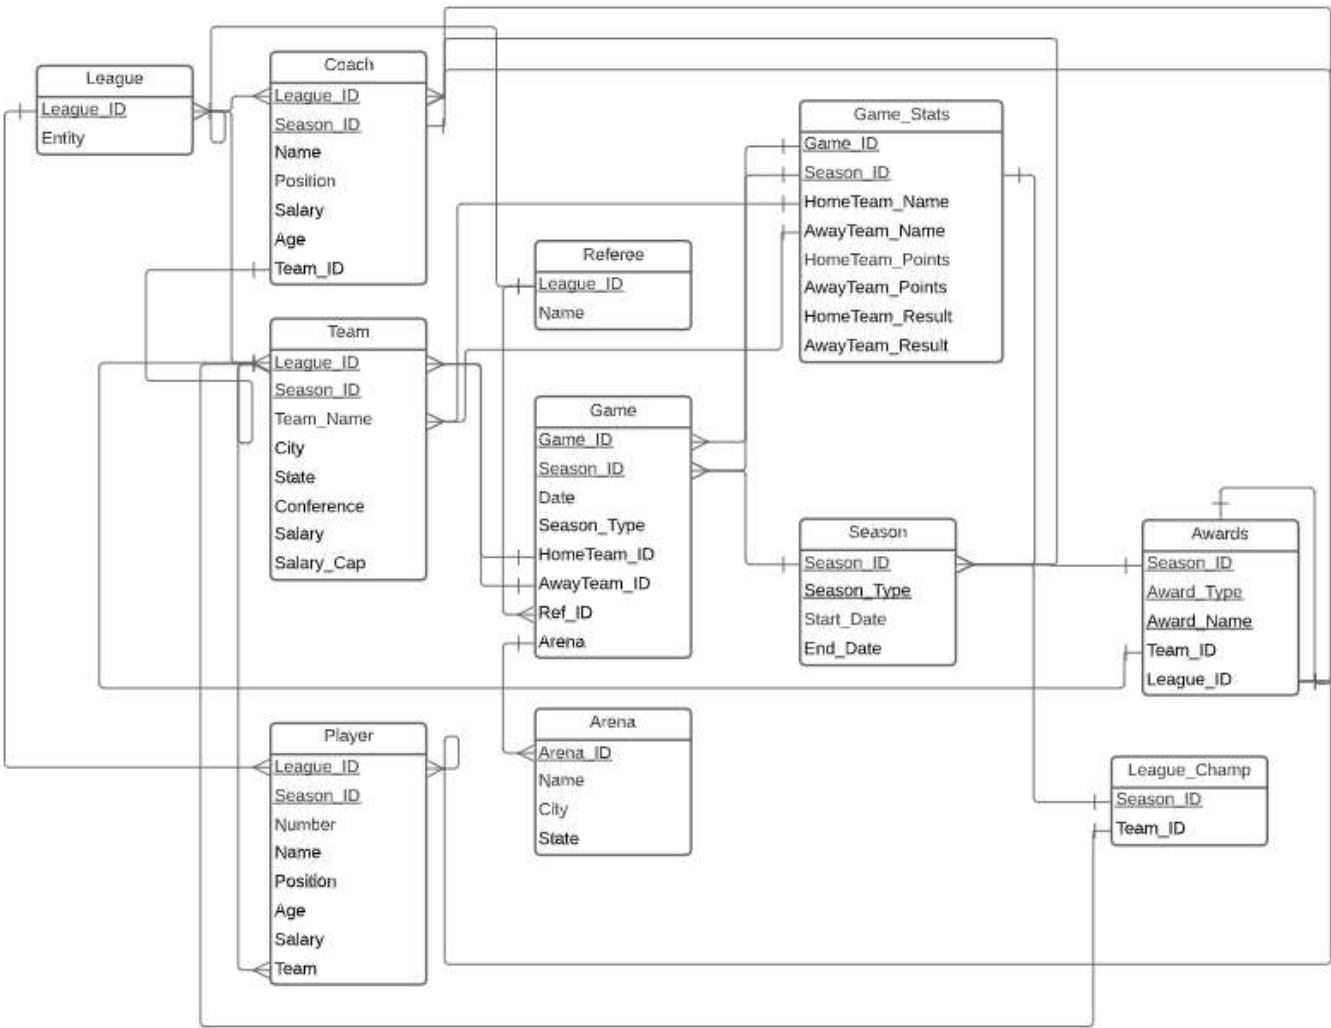 League
League_ID
Entity
Coach
League_ID
Season_ID
Name
Position
Salary
Age
Team_ID
Team
League_ID
Season_ID
Team_Name
City
State
Conference
Salary
Salary_Cap
Player
League_ID
Season_ID
Number
Name
Position
Age
Salary
Team
Referee
League_ID
Name
Game
Game_ID
Season_ID
Date
Season_Type
HomeTeam_ID
AwayTeam_ID
Ref_ID
Arena
Arena
Arena_ID
Name
City
State
Game_Stats
Game_ID
Season_ID
HomeTeam_Name
AwayTeam_Name
HomeTeam_Points
AwayTeam_Points
HomeTeam_Result
AwayTeam_Result
Season
Season_ID
Season_Type
Start_Date
End_Date
Awards
Season_ID
Award_Type
Award_Name
Team_ID
League_ID
League_Champ
Season_ID
Team_ID